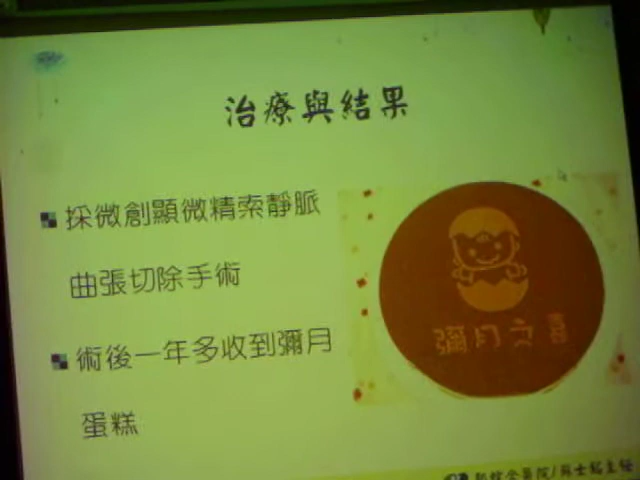 治療與結果
採微創顯微精索靜脈
曲張切除手術
術後一年多收到彌月
蛋糕
彌月之喜